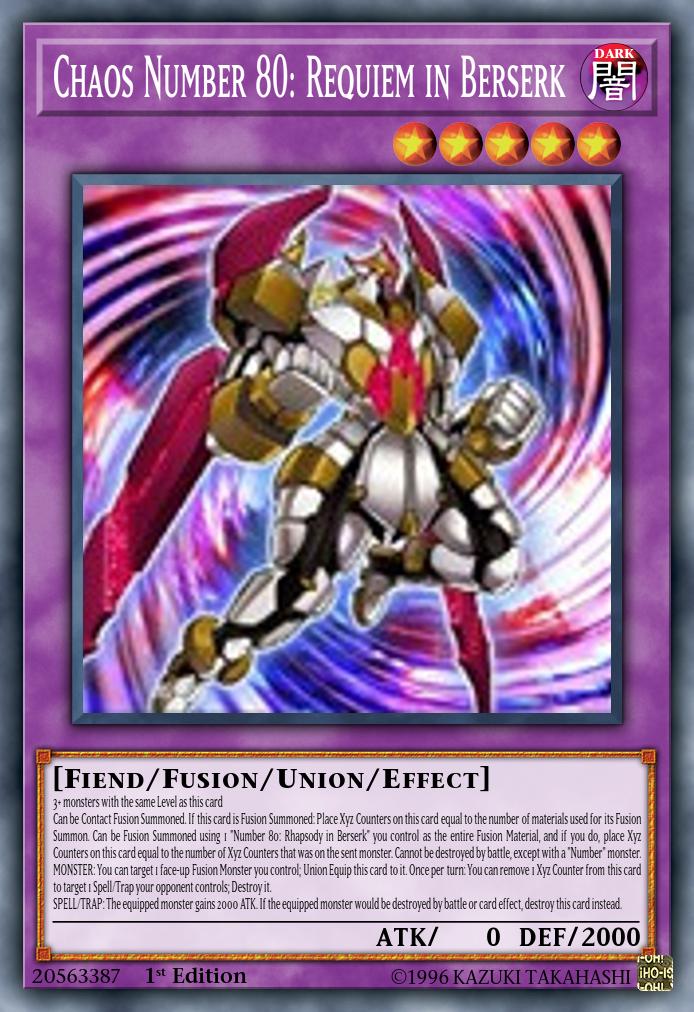 Chaos Number 80: Requiem in Berserk
DARK
闇
[Fiend/Fusion/Union/Effect]
3+ monsters with the same Level as this card
Can be Contact Fusion Summoned. If this card is Fusion Summoned: Place Xyz Counters on this card equal to the number of materials used for its Fusion
Summon. Can be Fusion Summoned using 1 "Number 80: Rhapsody in Berserk" you control as the entire Fusion Material, and if you do, place Xyz
Counters on this card equal to the number of Xyz Counters that was on the sent monster. Cannot be destroyed by battle, except with a "Number" monster.
MONSTER: You can target 1 face-up Fusion Monster you control; Union Equip this card to it. Once per turn: You can remove 1 Xyz Counter from this card
to target 1 Spell/Trap your opponent controls; Destroy it.
SPELL/TRAP: The equipped monster gains 2000 ATK. If the equipped monster would be destroyed by battle or card effect, destroy this card instead.
ATK/ 0 DEF/2000
20563387 1st Edition ©1996 KAZUKI TAKAHASHI